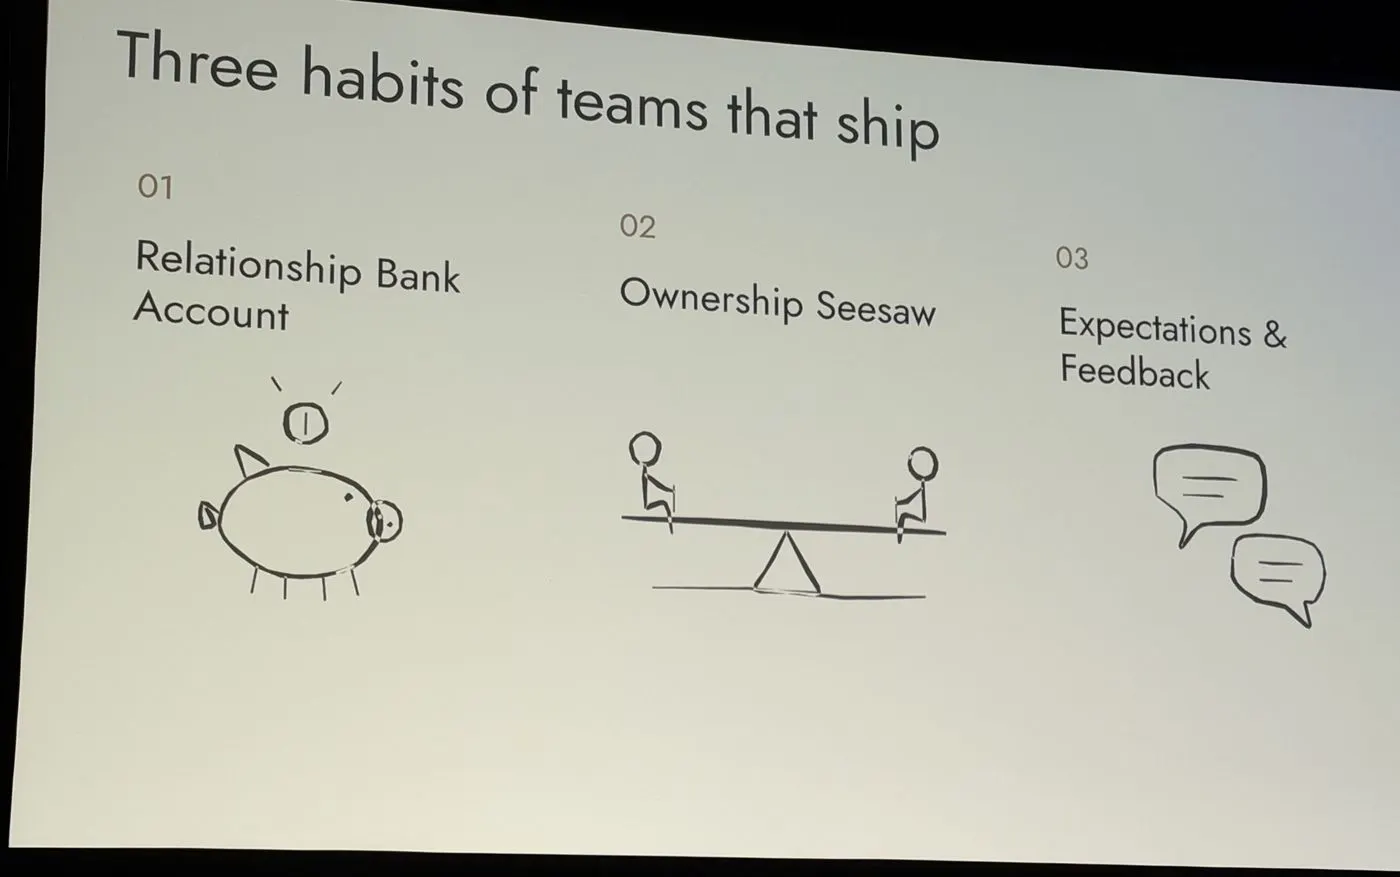 Three habits of teams that ship
01
Relationship Bank
Account
02
Ownership Seesaw
03
Expectations &
Feedback